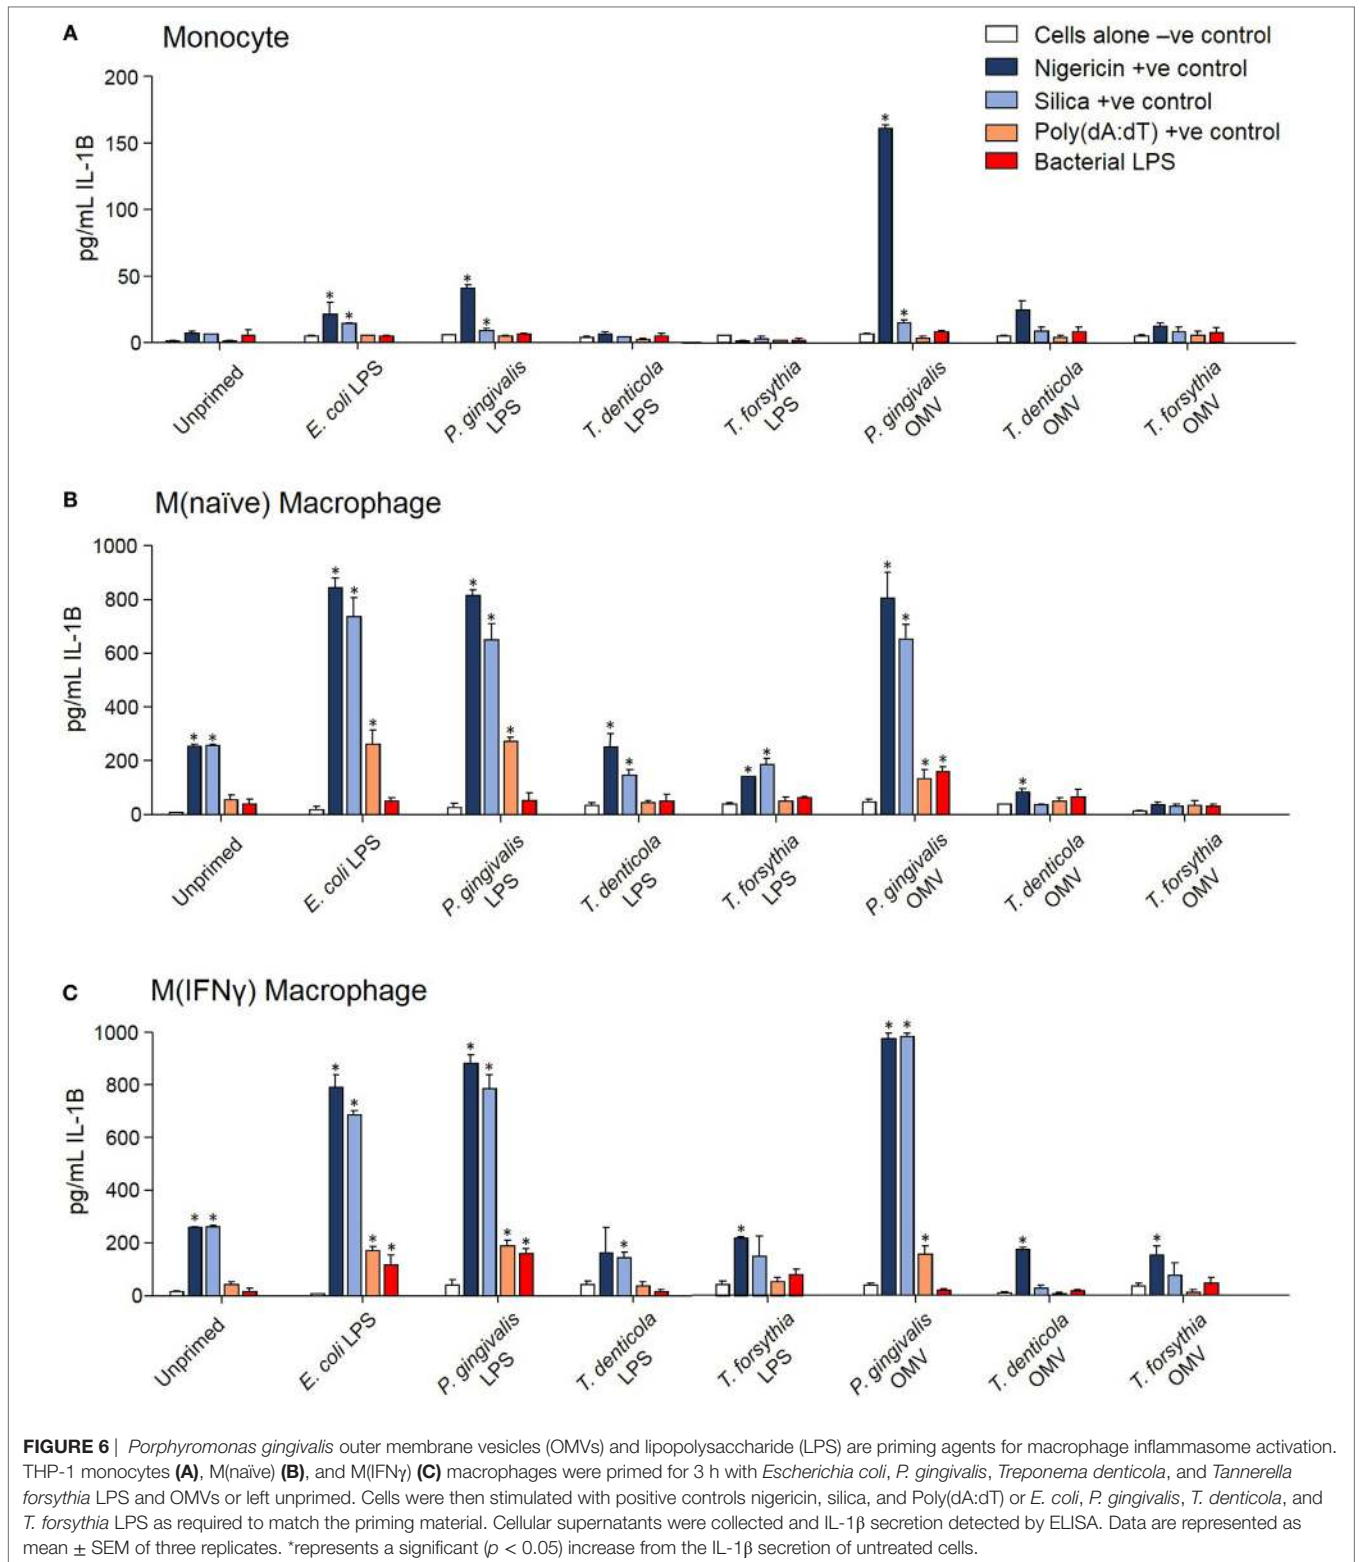 A
Monocyte
Cells alone –ve control
Nigericin +ve control
Silica +ve control
Poly(dA:dT) +ve control
Bacterial LPS
pg/mL IL-1B
200
150
100
50
0
* * * * * *
Unprimed
E. coli LPS
P. gingivalis
LPS
T. denticola
LPS
T. forsythia
LPS
P. gingivalis
OMV
T. denticola
OMV
T. forsythia
OMV
B
M(naïve) Macrophage
pg/mL IL-1B
1000
800
600
400
200
0
* * * * * * * * * * * * * * * * *
Unprimed
E. coli LPS
P. gingivalis
LPS
T. denticola
LPS
T. forsythia
LPS
P. gingivalis
OMV
T. denticola
OMV
T. forsythia
OMV
C
M(IFNγ) Macrophage
pg/mL IL-1B
1000
800
600
400
200
0
* * * * * * * * * * * * * * * * *
Unprimed
E. coli LPS
P. gingivalis
LPS
T. denticola
LPS
T. forsythia
LPS
P. gingivalis
OMV
T. denticola
OMV
T. forsythia
OMV
FIGURE 6 | Porphyromonas gingivalis outer membrane vesicles (OMVs) and lipopolysaccharide (LPS) are priming agents for macrophage inflammasome activation.
THP-1 monocytes (A), M(naïve) (B), and M(IFNγ) (C) macrophages were primed for 3 h with Escherichia coli, P. gingivalis, Treponema denticola, and Tannerella
forsythia LPS and OMVs or left unprimed. Cells were then stimulated with positive controls nigericin, silica, and Poly(dA:dT) or E. coli, P. gingivalis, T. denticola, and
T. forsythia LPS as required to match the priming material. Cellular supernatants were collected and IL-1β secretion detected by ELISA. Data are represented as
mean ± SEM of three replicates. *represents a significant (p < 0.05) increase from the IL-1β secretion of untreated cells.